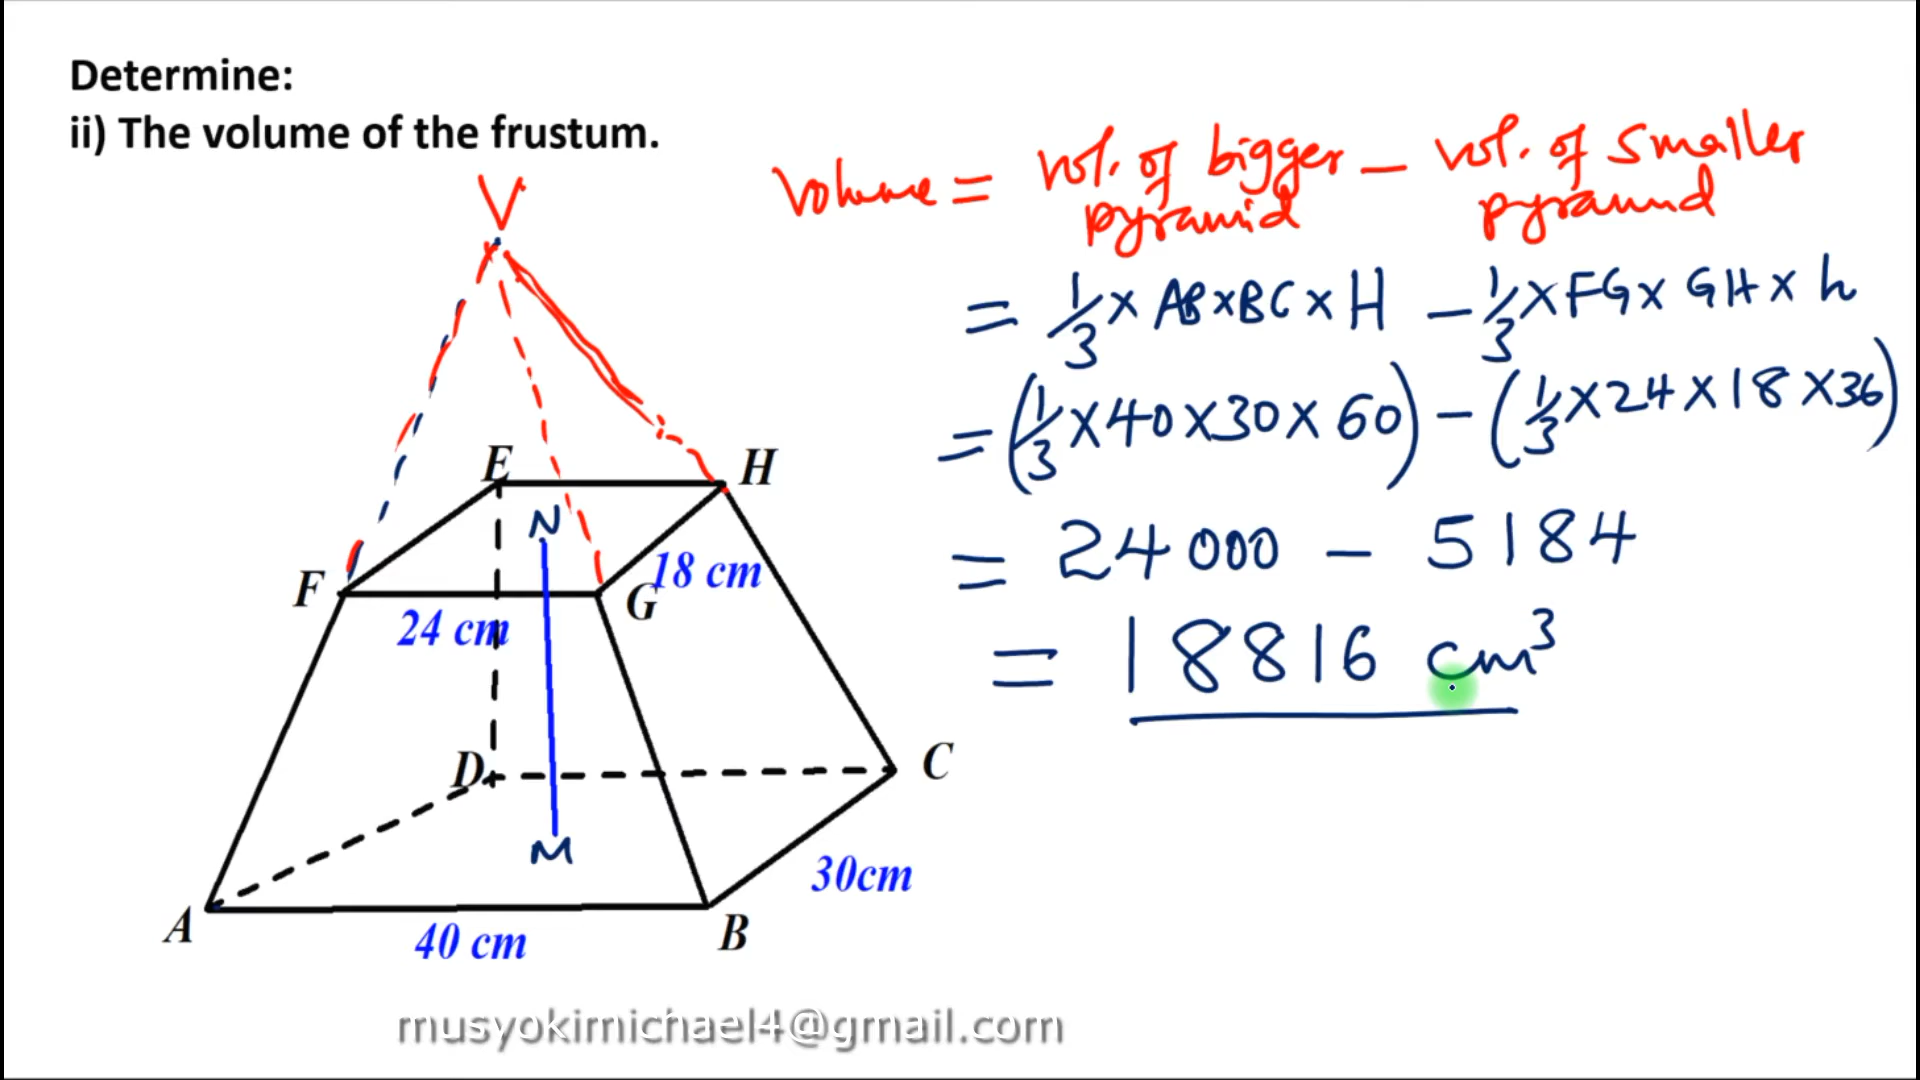 Determine:
ii) The volume of the frustum.
Volume = vol. of bigger pyramid - vol. of smaller pyramid
= 1/3 × AB × BC × H - 1/3 × FG × GH × h
= (1/3 × 40 × 30 × 60) - (1/3 × 24 × 18 × 36)
= 24 000 - 5184
= 18816 cm³
V
E
H
N
F
G
18 cm
24 cm
D
C
M
30cm
A
B
40 cm
musyokimichael4@gmail.com